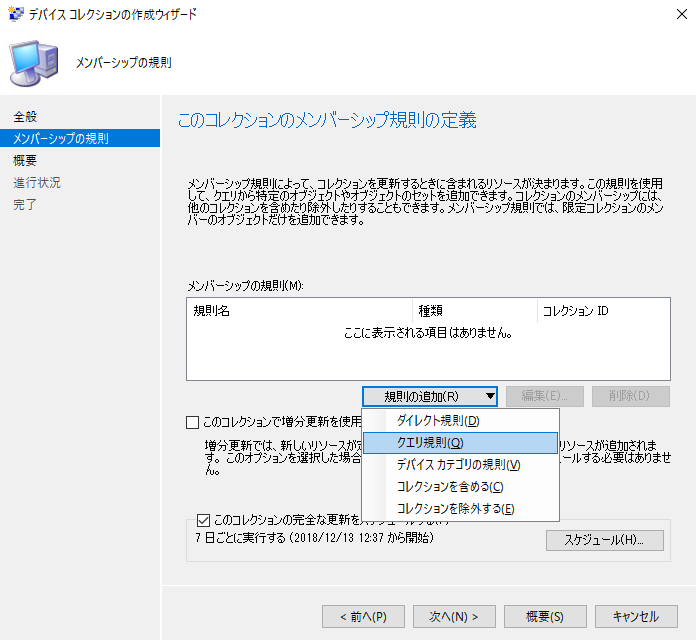 デバイス コレクションの作成ウィザード
メンバーシップの規則
全般
メンバーシップの規則
概要
進行状況
完了
このコレクションのメンバーシップ規則の定義
メンバーシップ規則によって、コレクションを更新するときに含まれるリソースが決まります。この規則を使用
して、クエリから特定のオブジェクトやオブジェクトのセットを追加できます。コレクションのメンバーシップには、
他のコレクションを含めたり除外したりすることもできます。メンバーシップ規則では、限定コレクションのメン
バーのオブジェクトだけを追加できます。
メンバーシップの規則(M):
規則名 種類 コレクション ID
ここに表示される項目はありません。
規則の追加(R) 編集(E)... 削除(D)
ダイレクト規則(D)
クエリ規則(Q)
デバイス カテゴリの規則(V)
コレクションを含める(C)
コレクションを除外する(E)
このコレクションで増分更新を使用
増分更新では、新しいリソースが リソースが追加されま
す。このオプションを選択した場合 ュールする必要はありませ
ん。
このコレクションの完全な更新を
7 日ごとに実行する (2018/12/13 12:37 から開始)
スケジュール(H)...
< 前へ(P) 次へ(N) > 概要(S) キャンセル